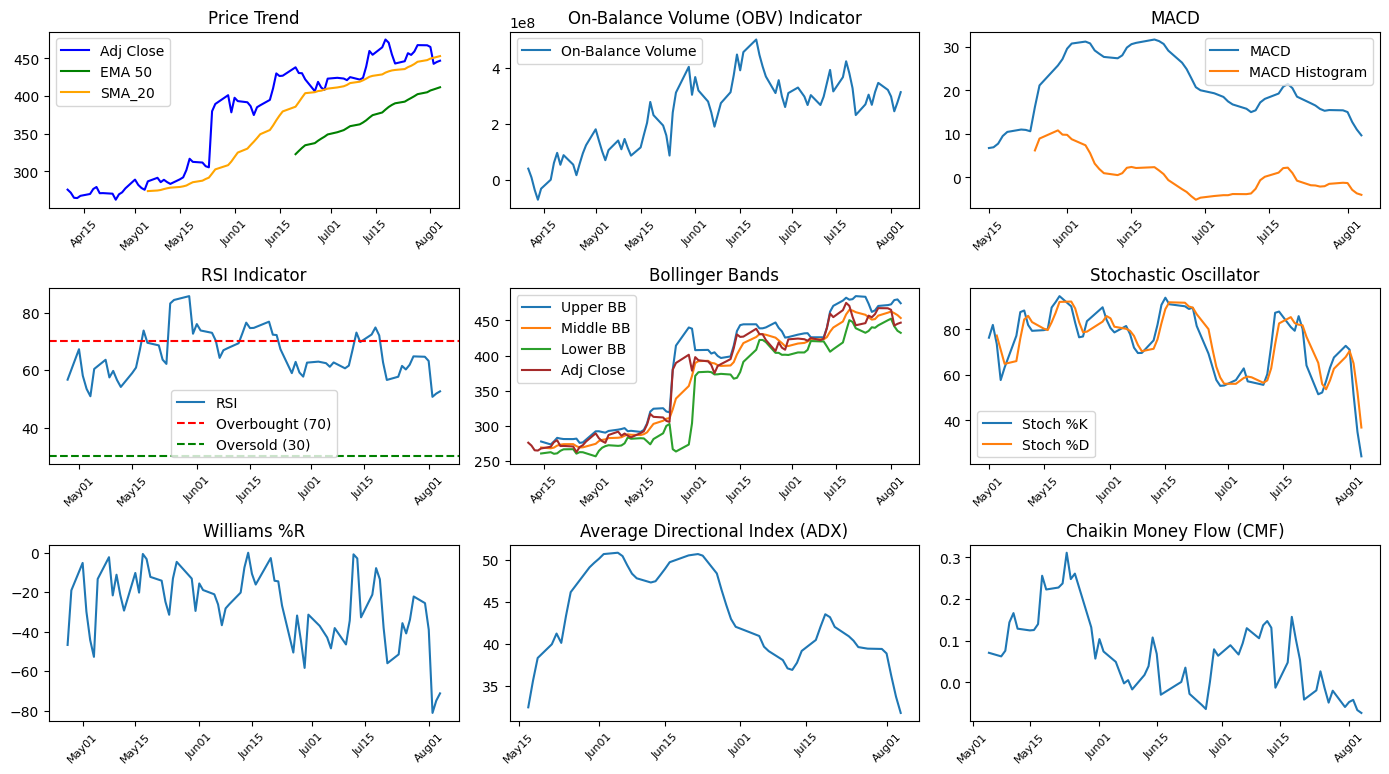 Price Trend
Adj Close
EMA 50
SMA_20
450
400
350
300
Apr15
May01
May15
Jun01
Jun15
Jul01
Jul15
Aug01
On-Balance Volume (OBV) Indicator
1e8
On-Balance Volume
4
2
0
Apr15
May01
May15
Jun01
Jun15
Jul01
Jul15
Aug01
MACD
MACD
MACD Histogram
30
20
10
0
May15
Jun01
Jun15
Jul01
Jul15
Aug01
RSI Indicator
80
60
40
RSI
Overbought (70)
Oversold (30)
May01
May15
Jun01
Jun15
Jul01
Jul15
Aug01
Bollinger Bands
Upper BB
Middle BB
Lower BB
Adj Close
450
400
350
300
250
Apr15
May01
May15
Jun01
Jun15
Jul01
Jul15
Aug01
Stochastic Oscillator
80
60
40
Stoch %K
Stoch %D
May01
May15
Jun01
Jun15
Jul01
Jul15
Aug01
Williams %R
0
−20
−40
−60
−80
May01
May15
Jun01
Jun15
Jul01
Jul15
Aug01
Average Directional Index (ADX)
50
45
40
35
May15
Jun01
Jun15
Jul01
Jul15
Aug01
Chaikin Money Flow (CMF)
0.3
0.2
0.1
0.0
May01
May15
Jun01
Jun15
Jul01
Jul15
Aug01